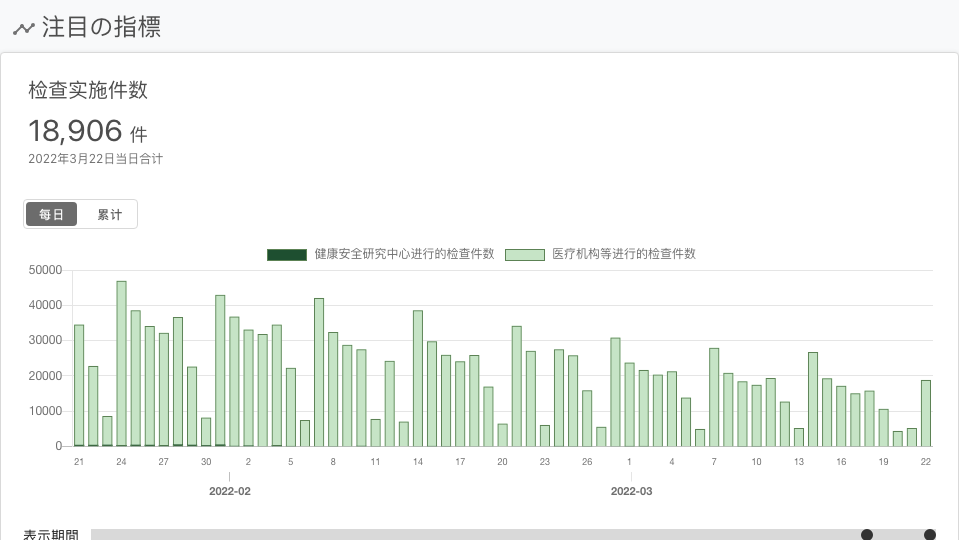 注目の指標
检查实施件数
18,906 件
2022年3月22日当日合计
每日 累计
健康安全研究中心进行的检查件数 医疗机构等进行的检查件数
50000
40000
30000
20000
10000
0
21 24 27 30 2 5 8 11 14 17 20 23 26 1 4 7 10 13 16 19 22
2022-02 2022-03
表示期間